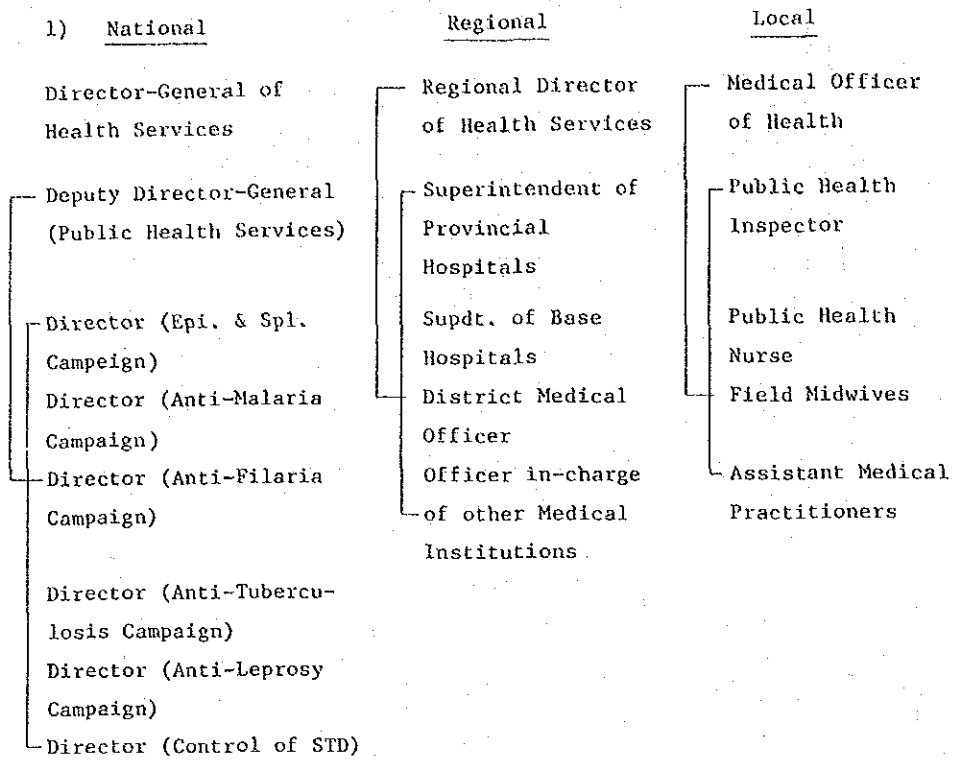 1) National
Director-General of
Health Services
Deputy Director-General
(Public Health Services)
Director (Epi. & Spl.
Campeign)
Director (Anti-Malaria
Campaign)
Director (Anti-Filaria
Campaign)
Director (Anti-Tubercu-
losis Campaign)
Director (Anti-Leprosy
Campaign)
Director (Control of STD)
Regional
Regional Director
of Health Services
Superintendent of
Provincial
Hospitals
Supdt. of Base
Hospitals
District Medical
Officer
Officer in-charge
of other Medical
Institutions
Local
Medical Officer
of Health
Public Health
Inspector
Public Health
Nurse
Field Midwives
Assistant Medical
Practitioners